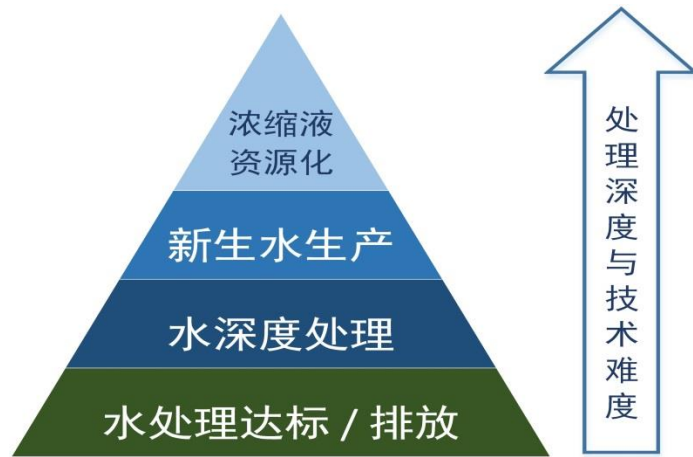 浓缩液
资源化
新生水生产
水深度处理
水处理达标 / 排放
处理深度与技术难度